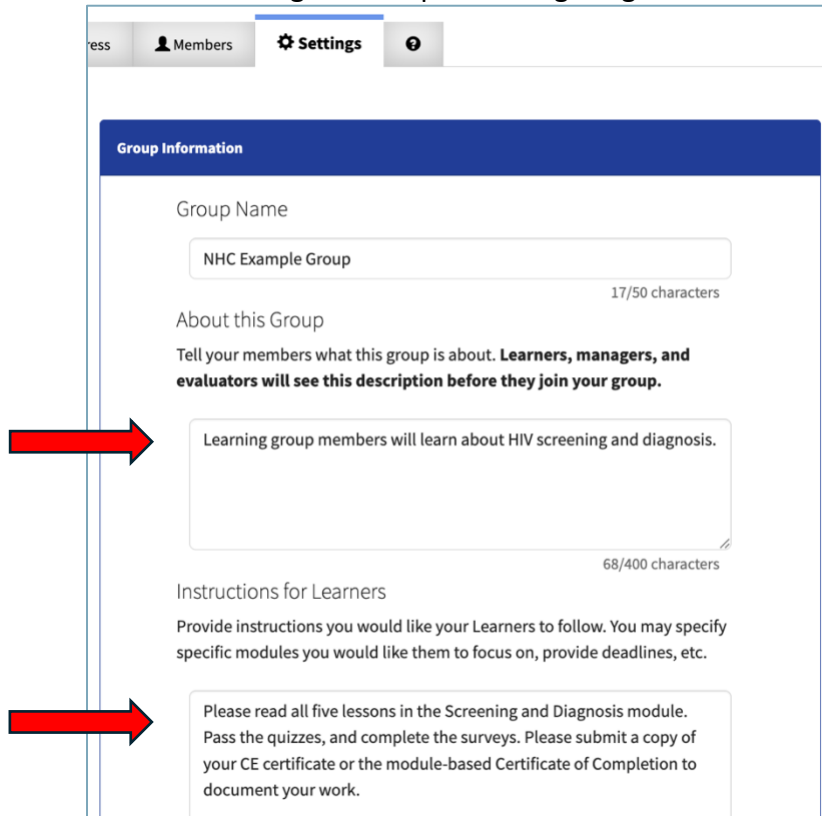 ress Members Settings
Group Information
Group Name
NHC Example Group
17/50 characters
About this Group
Tell your members what this group is about. Learners, managers, and
evaluators will see this description before they join your group.
Learning group members will learn about HIV screening and diagnosis.
68/400 characters
Instructions for Learners
Provide instructions you would like your Learners to follow. You may specify
specific modules you would like them to focus on, provide deadlines, etc.
Please read all five lessons in the Screening and Diagnosis module.
Pass the quizzes, and complete the surveys. Please submit a copy of
your CE certificate or the module-based Certificate of Completion to
document your work.